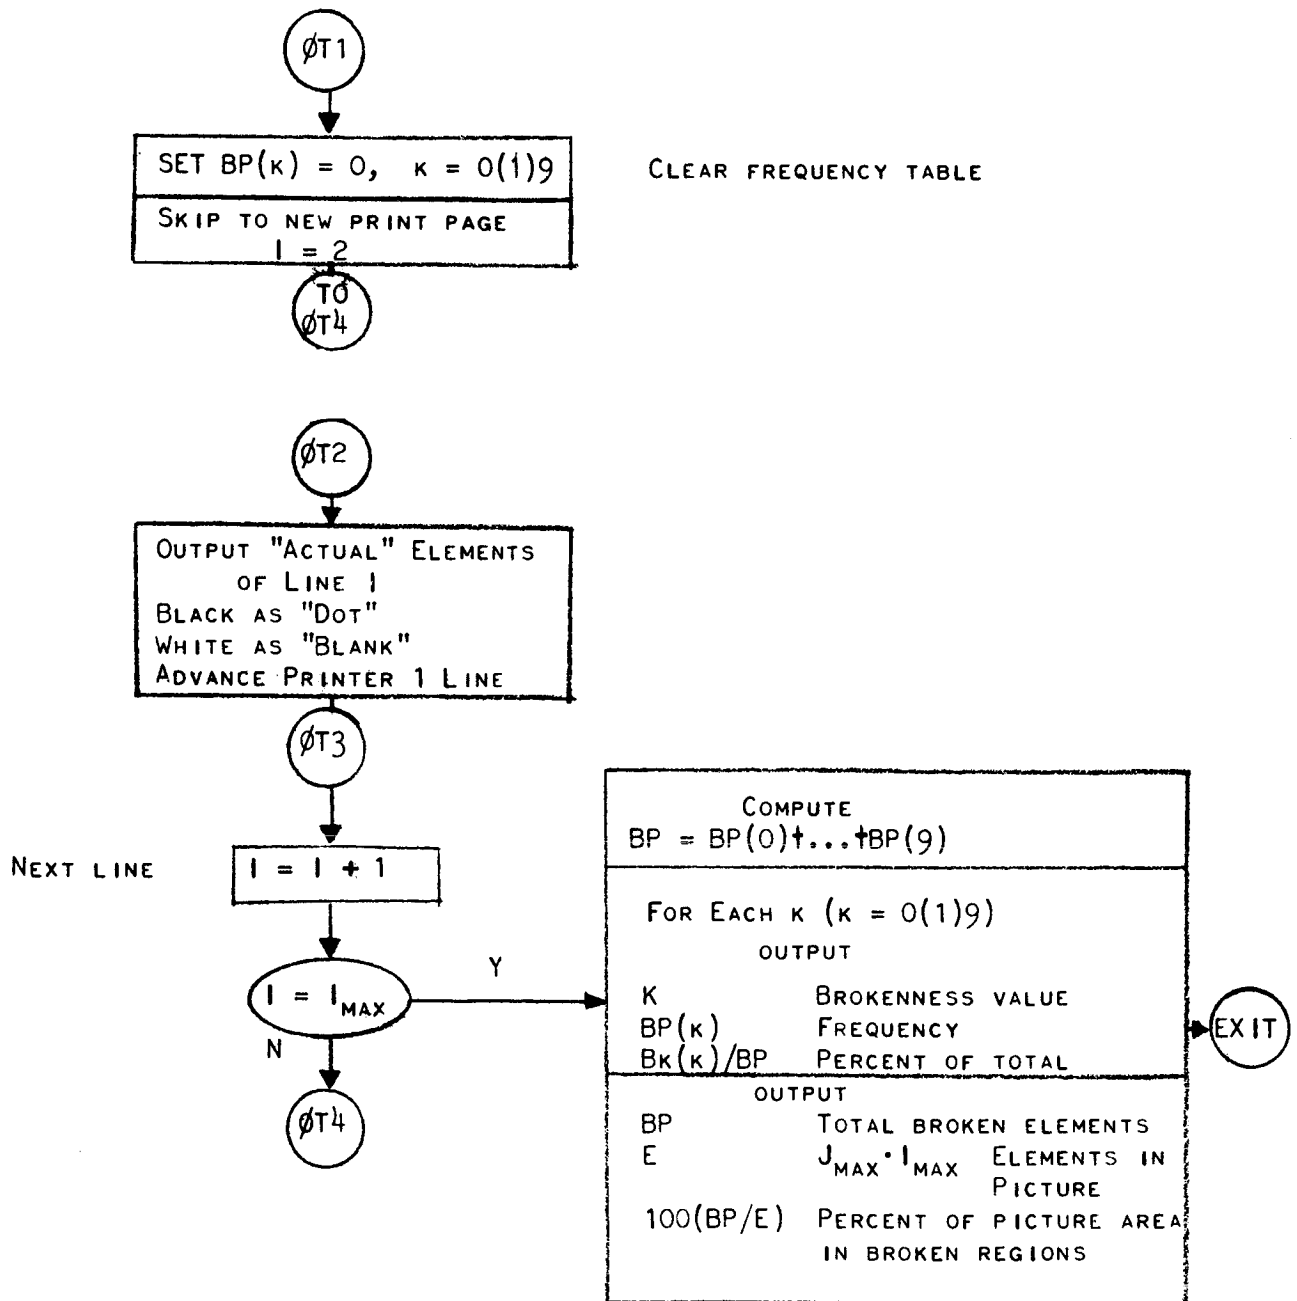 ØT1
SET BP(K) = 0, K = 0(1)9
CLEAR FREQUENCY TABLE
SKIP TO NEW PRINT PAGE
I = 2
TO
ØT4
ØT2
OUTPUT "ACTUAL" ELEMENTS
OF LINE I
BLACK AS "DOT"
WHITE AS "BLANK"
ADVANCE PRINTER 1 LINE
ØT3
NEXT LINE
I = I + 1
I = I MAX
Y
N
ØT4
COMPUTE
BP = BP(0)+...+BP(9)
FOR EACH K (K = 0(1)9)
OUTPUT
K BROKENNESS VALUE
BP(K) FREQUENCY
BK(K)/BP PERCENT OF TOTAL
OUTPUT
BP TOTAL BROKEN ELEMENTS
E J MAX · I MAX ELEMENTS IN
PICTURE
100(BP/E) PERCENT OF PICTURE AREA
IN BROKEN REGIONS
EXIT